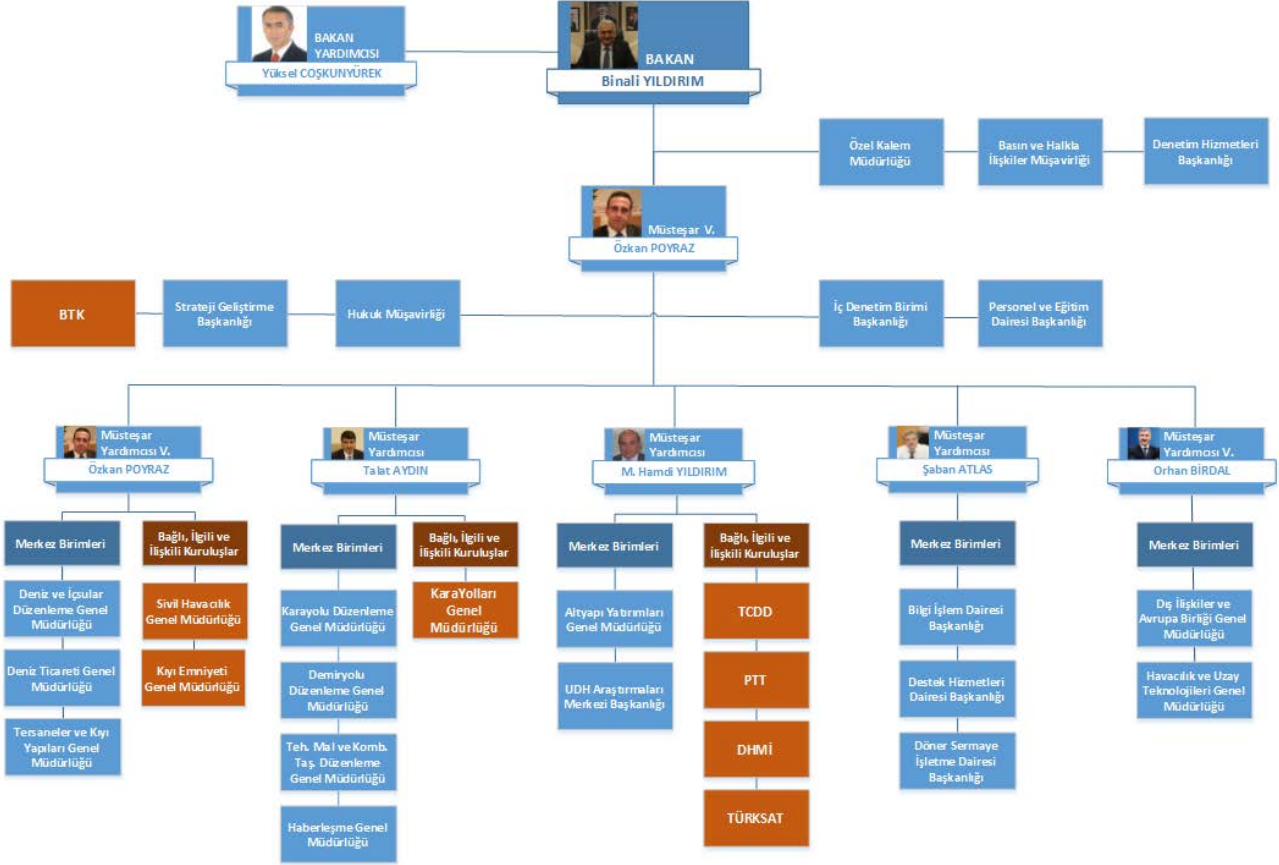 BAKAN
YARDIMCISI
Yüksel COŞKUNYÜREK
BAKAN
Binali YILDIRIM
Özel Kalem
Müdürlüğü
Basın ve Halkla
İlişkiler Müşavirliği
Denetim Hizmetleri
Başkanlığı
Müsteşar V.
Özkan POYRAZ
BTK
Strateji Geliştirme
Başkanlığı
Hukuk Müşavirliği
İç Denetim Birimi
Başkanlığı
Personel ve Eğitim
Dairesi Başkanlığı
Müsteşar
Yardımcısı V.
Özkan POYRAZ
Müsteşar
Yardımcısı
Talat AYDIN
Müsteşar
Yardımcısı
M. Hamdi YILDIRIM
Müsteşar
Yardımcısı
Şaban ATLAS
Müsteşar
Yardımcısı V.
Orhan BİRDAL
Merkez Birimleri
Deniz ve İçsular
Düzenleme Genel
Müdürlüğü
Deniz Ticareti Genel
Müdürlüğü
Tersaneler ve Kıyı
Yapıları Genel
Müdürlüğü
Bağlı, İlgili ve
İlişkili Kuruluşlar
Sivil Havacılık
Genel Müdürlüğü
Kıyı Emniyeti
Genel Müdürlüğü
Merkez Birimleri
Karayolu Düzenleme
Genel Müdürlüğü
Demiryolu
Düzenleme Genel
Müdürlüğü
Teh. Mal ve Komb.
Taş. Düzenleme
Genel Müdürlüğü
Haberleşme Genel
Müdürlüğü
Bağlı, İlgili ve
İlişkili Kuruluşlar
KaraYolları
Genel
Müdürlüğü
Merkez Birimleri
Altyapı Yatırımları
Genel Müdürlüğü
UDH Araştırmaları
Merkezi Başkanlığı
Bağlı, İlgili ve
İlişkili Kuruluşlar
TCDD
PTT
DHMİ
TÜRKSAT
Merkez Birimleri
Bilgi İşlem Dairesi
Başkanlığı
Destek Hizmetleri
Dairesi Başkanlığı
Döner Sermaye
İşletme Dairesi
Başkanlığı
Merkez Birimleri
Dış İlişkiler ve
Avrupa Birliği Genel
Müdürlüğü
Havacılık ve Uzay
Teknolojileri Genel
Müdürlüğü